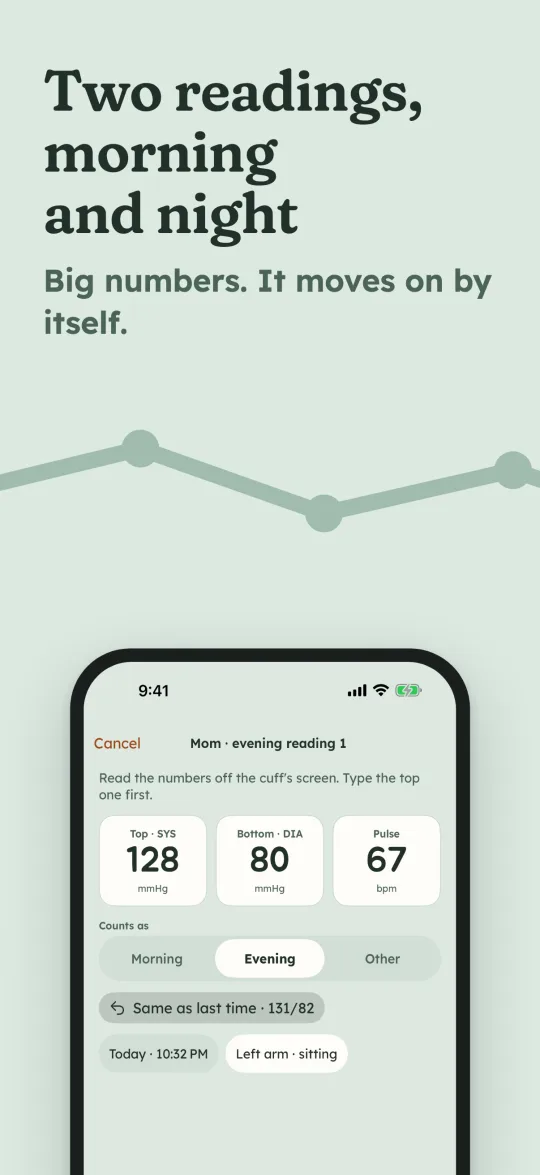 Two readings,
morning
and night
Big numbers. It moves on by
itself.
9:41
Cancel
Mom · evening reading 1
Read the numbers off the cuff's screen. Type the top
one first.
Top · SYS
128
mmHg
Bottom · DIA
80
mmHg
Pulse
67
bpm
Counts as
Morning
Evening
Other
Same as last time · 131/82
Today · 10:32 PM
Left arm · sitting